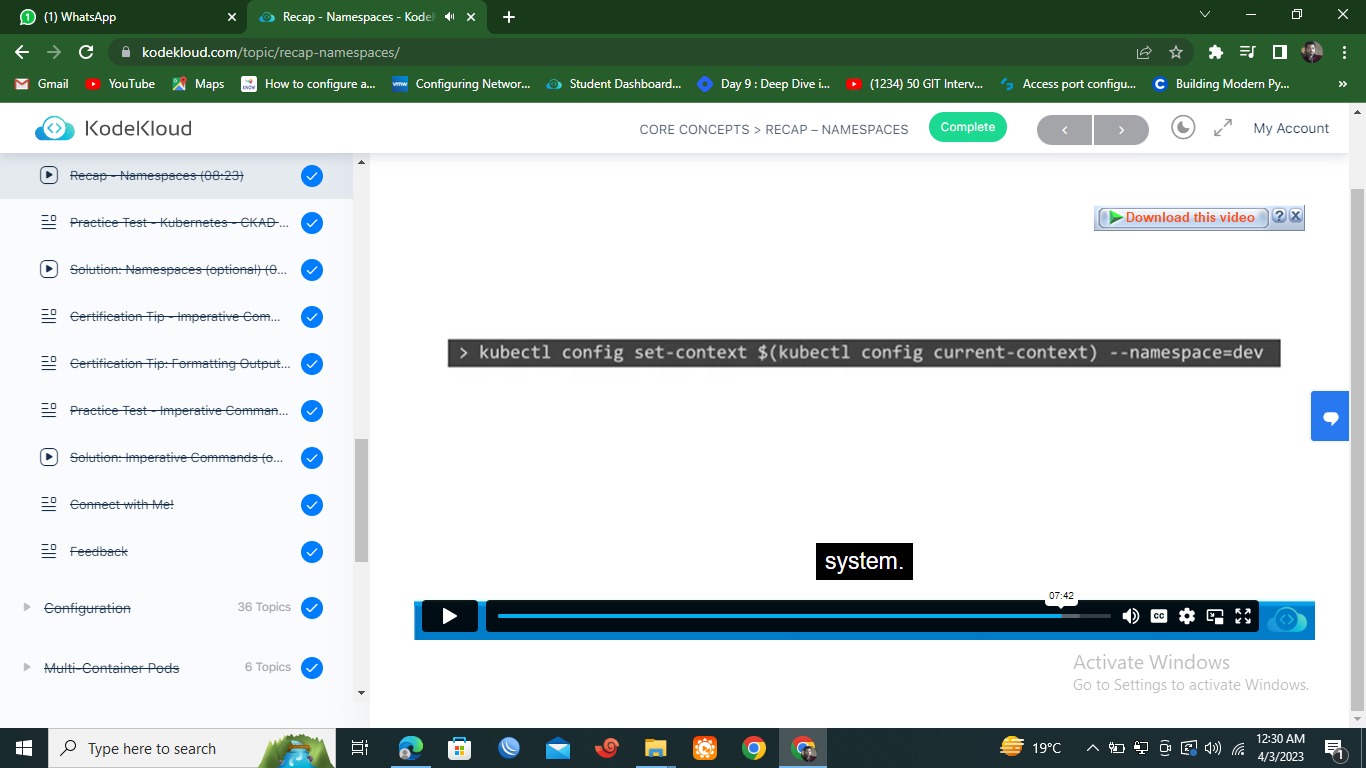 (1) WhatsApp
Recap - Namespaces - Kodek
kodekloud.com/topic/recap-namespaces/
Gmail
YouTube
Maps
How to configure a...
Configuring Networ...
Student Dashboard...
Day 9 : Deep Dive i...
(1234) 50 GIT Interv...
Access port configu...
Building Modern Py...
»
KodeKloud
CORE CONCEPTS > RECAP – NAMESPACES
Complete
My Account
Recap - Namespaces (08:23)
Practice Test - Kubernetes - CKAD ...
Solution: Namespaces (optional) (0...
Certification Tip - Imperative Com...
Certification Tip: Formatting Output...
Practice Test - Imperative Comman...
Solution: Imperative Commands (o...
Connect with Me!
Feedback
Configuration 36 Topics
Multi-Container Pods 6 Topics
Download this video ? X
> kubectl config set-context $(kubectl config current-context) --namespace=dev
system.
07:42
CC
Activate Windows
Go to Settings to activate Windows.
Type here to search
19°C
12:30 AM
4/3/2023
1